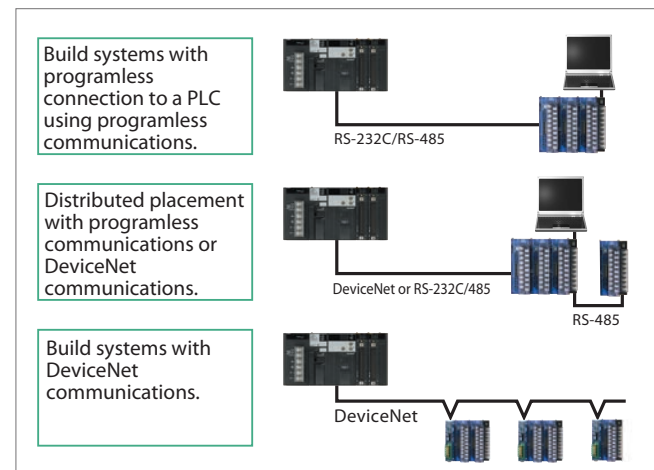 Build systems with
programless
connection to a PLC
using programless
communications.
RS-232C/RS-485
Distributed placement
with programless
communications or
DeviceNet
communications.
DeviceNet or RS-232C/485
RS-485
Build systems with
DeviceNet
communications.
DeviceNet